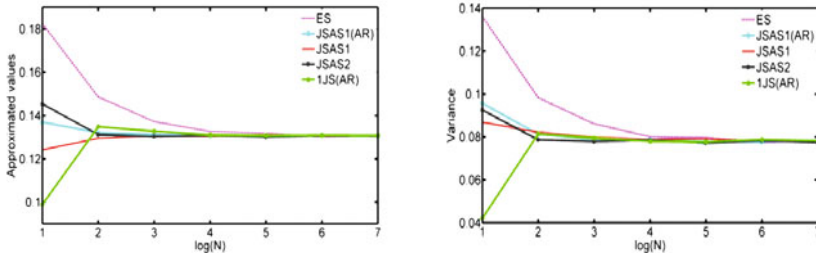 ES
JSAS1(AR)
JSAS1
JSAS2
1JS(AR)
0.18
0.16
0.14
0.12
0.1
Approximated values
1 2 3 4 5 6 7
log(N)
ES
JSAS1(AR)
JSAS1
JSAS2
1JS(AR)
0.14
0.12
0.1
0.08
0.06
0.04
Variance
1 2 3 4 5 6 7
log(N)